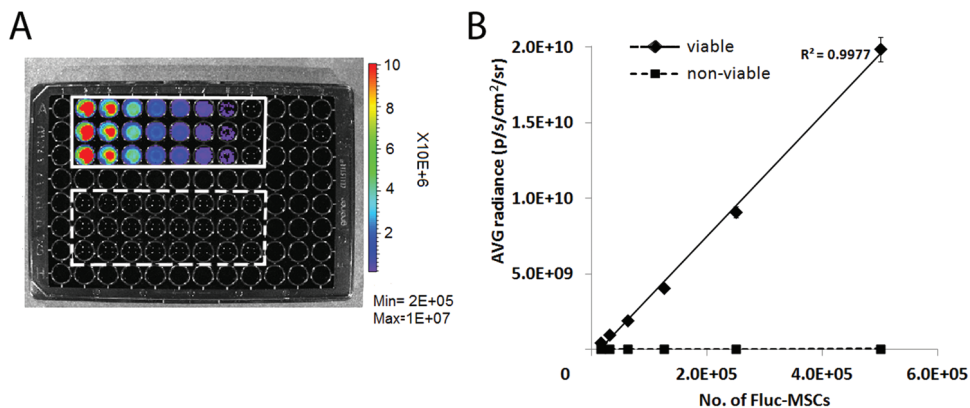 A
10
8
6
4
2
X10E+6
Min= 2E+05
Max=1E+07
B
viable
non-viable
R² = 0.9977
AVG radiance (p/s/cm²/sr)
2.0E+10
1.5E+10
1.0E+10
5.0E+09
0
2.0E+05
4.0E+05
6.0E+05
No. of Fluc-MSCs